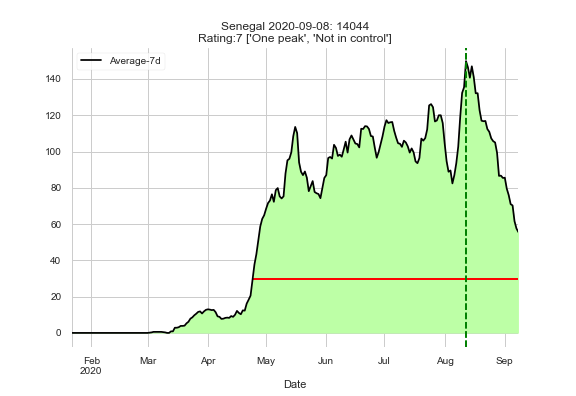 Senegal 2020-09-08: 14044
Rating:7 ['One peak', 'Not in control']
Average-7d
140
120
100
80
60
40
20
0
Feb Mar Apr May Jun Jul Aug Sep
2020
Date